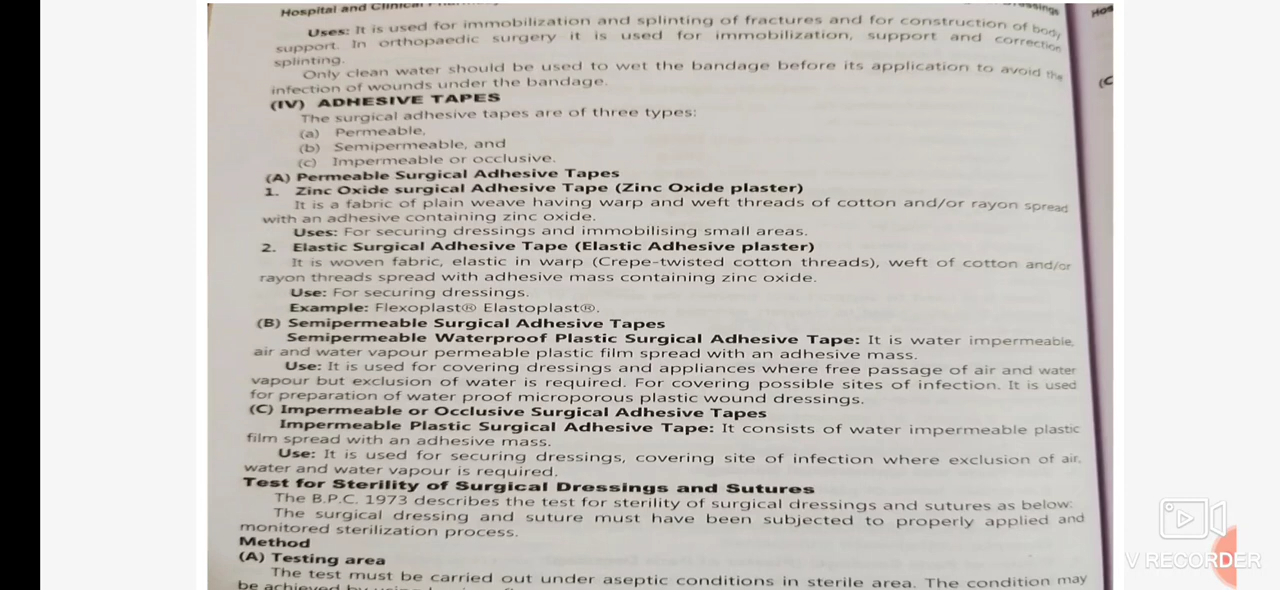 Hospital and Clinical
Uses: It is used for immobilization and splinting of fractures and for construction of body
support. In orthopaedic surgery it is used for immobilization, support and correction
splinting.
Only clean water should be used to wet the bandage before its application to avoid the
infection of wounds under the bandage.
(IV) ADHESIVE TAPES
The surgical adhesive tapes are of three types:
(a) Permeable,
(b) Semipermeable, and
(c) Impermeable or occlusive.
(A) Permeable Surgical Adhesive Tapes
1. Zinc Oxide surgical Adhesive Tape (Zinc Oxide plaster)
It is a fabric of plain weave having warp and weft threads of cotton and/or rayon spread
with an adhesive containing zinc oxide.
Uses: For securing dressings and immobilising small areas.
2. Elastic Surgical Adhesive Tape (Elastic Adhesive plaster)
It is woven fabric, elastic in warp (Crepe-twisted cotton threads), weft of cotton and/or
rayon threads spread with adhesive mass containing zinc oxide.
Use: For securing dressings.
Example: Flexoplast® Elastoplast®.
(B) Semipermeable Surgical Adhesive Tapes
Semipermeable Waterproof Plastic Surgical Adhesive Tape: It is water impermeable,
air and water vapour permeable plastic film spread with an adhesive mass.
Use: It is used for covering dressings and appliances where free passage of air and water
vapour but exclusion of water is required. For covering possible sites of infection. It is used
for preparation of water proof microporous plastic wound dressings.
(C) Impermeable or Occlusive Surgical Adhesive Tapes
Impermeable Plastic Surgical Adhesive Tape: It consists of water impermeable plastic
film spread with an adhesive mass.
Use: It is used for securing dressings, covering site of infection where exclusion of air,
water and water vapour is required.
Test for Sterility of Surgical Dressings and Sutures
The B.P.C. 1973 describes the test for sterility of surgical dressings and sutures as below:
The surgical dressing and suture must have been subjected to properly applied and
monitored sterilization process.
Method
(A) Testing area
The test must be carried out under aseptic conditions in sterile area. The condition may
be achieved by
Hos
(C
V RECORDER